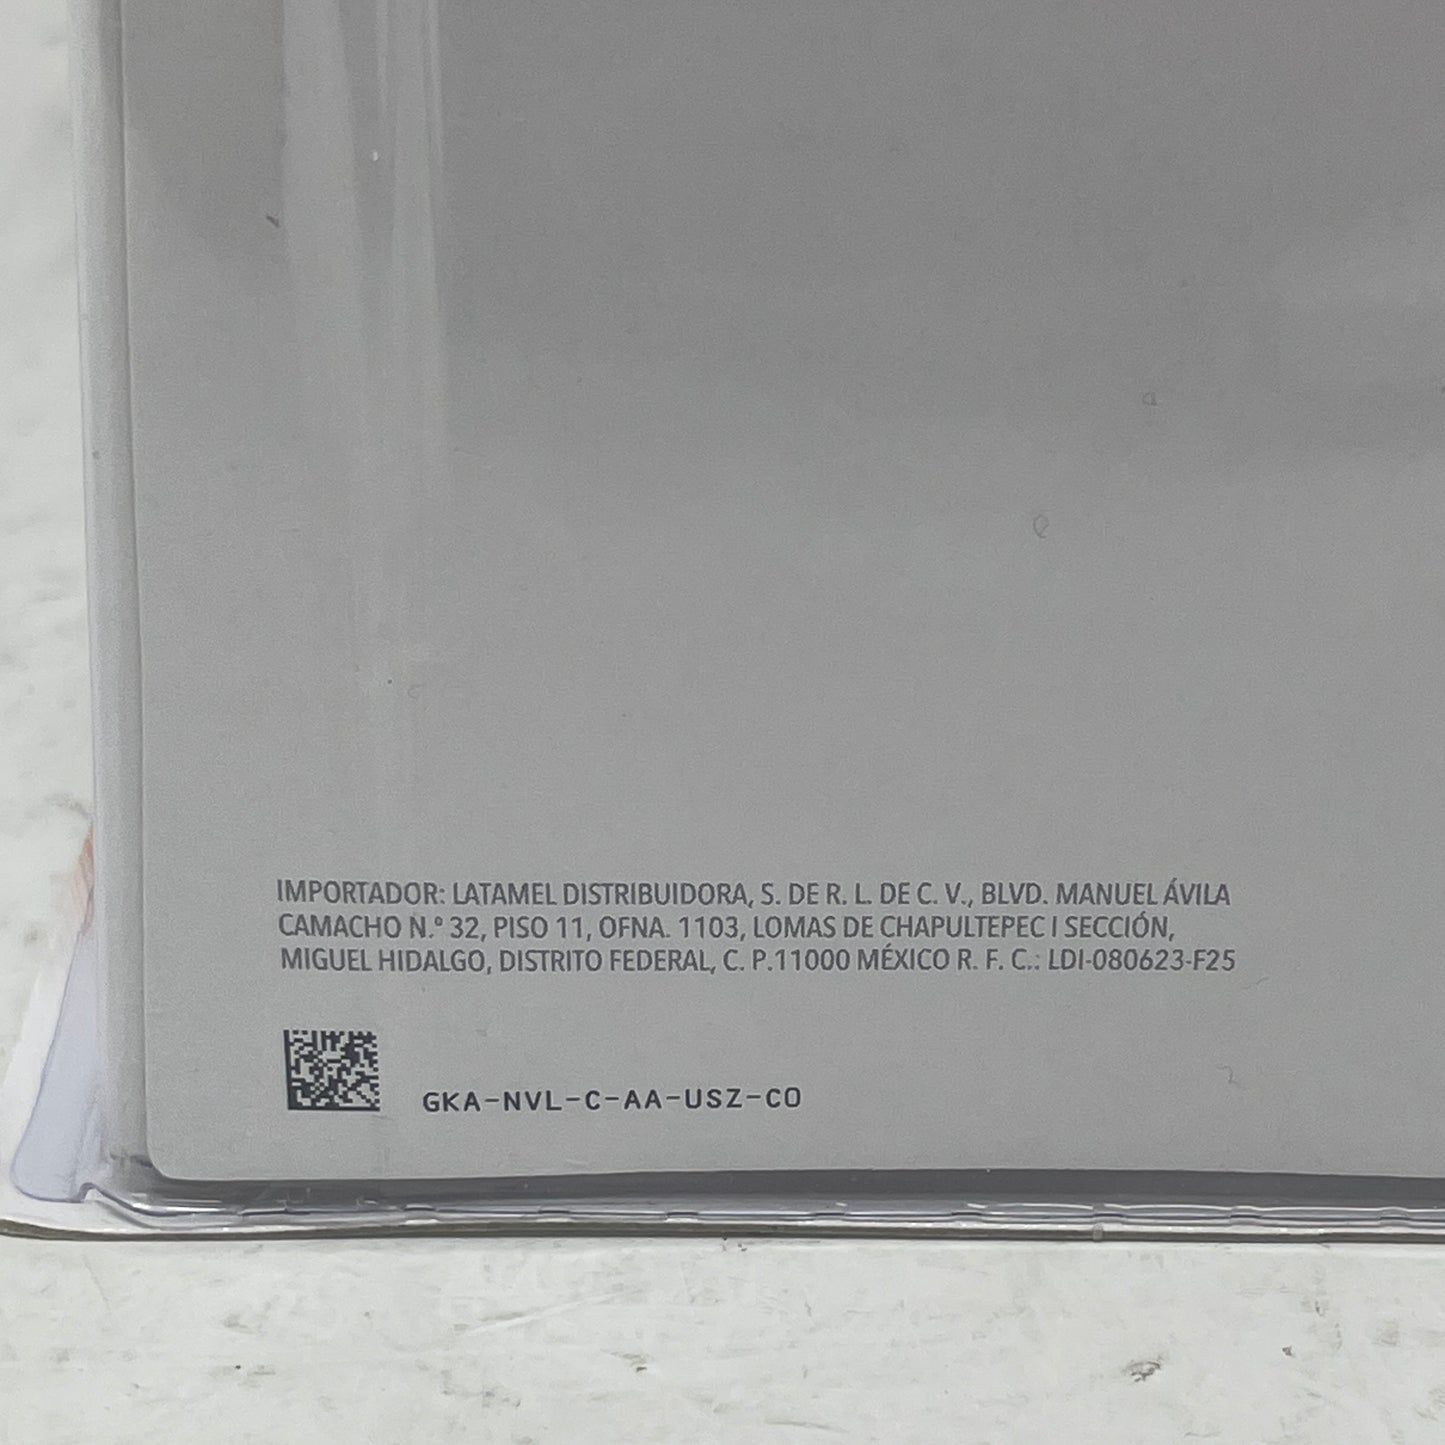 IMPORTADOR: LATAMEL DISTRIBUIDORA, S. DE R. L. DE C. V., BLVD. MANUEL ÁVILA
CAMACHO N.º 32, PISO 11, OFNA. 1103, LOMAS DE CHAPULTEPEC I SECCIÓN,
MIGUEL HIDALGO, DISTRITO FEDERAL, C. P.11000 MÉXICO R. F. C.: LDI-080623-F25
GKA-NVL-C-AA-USZ-C0